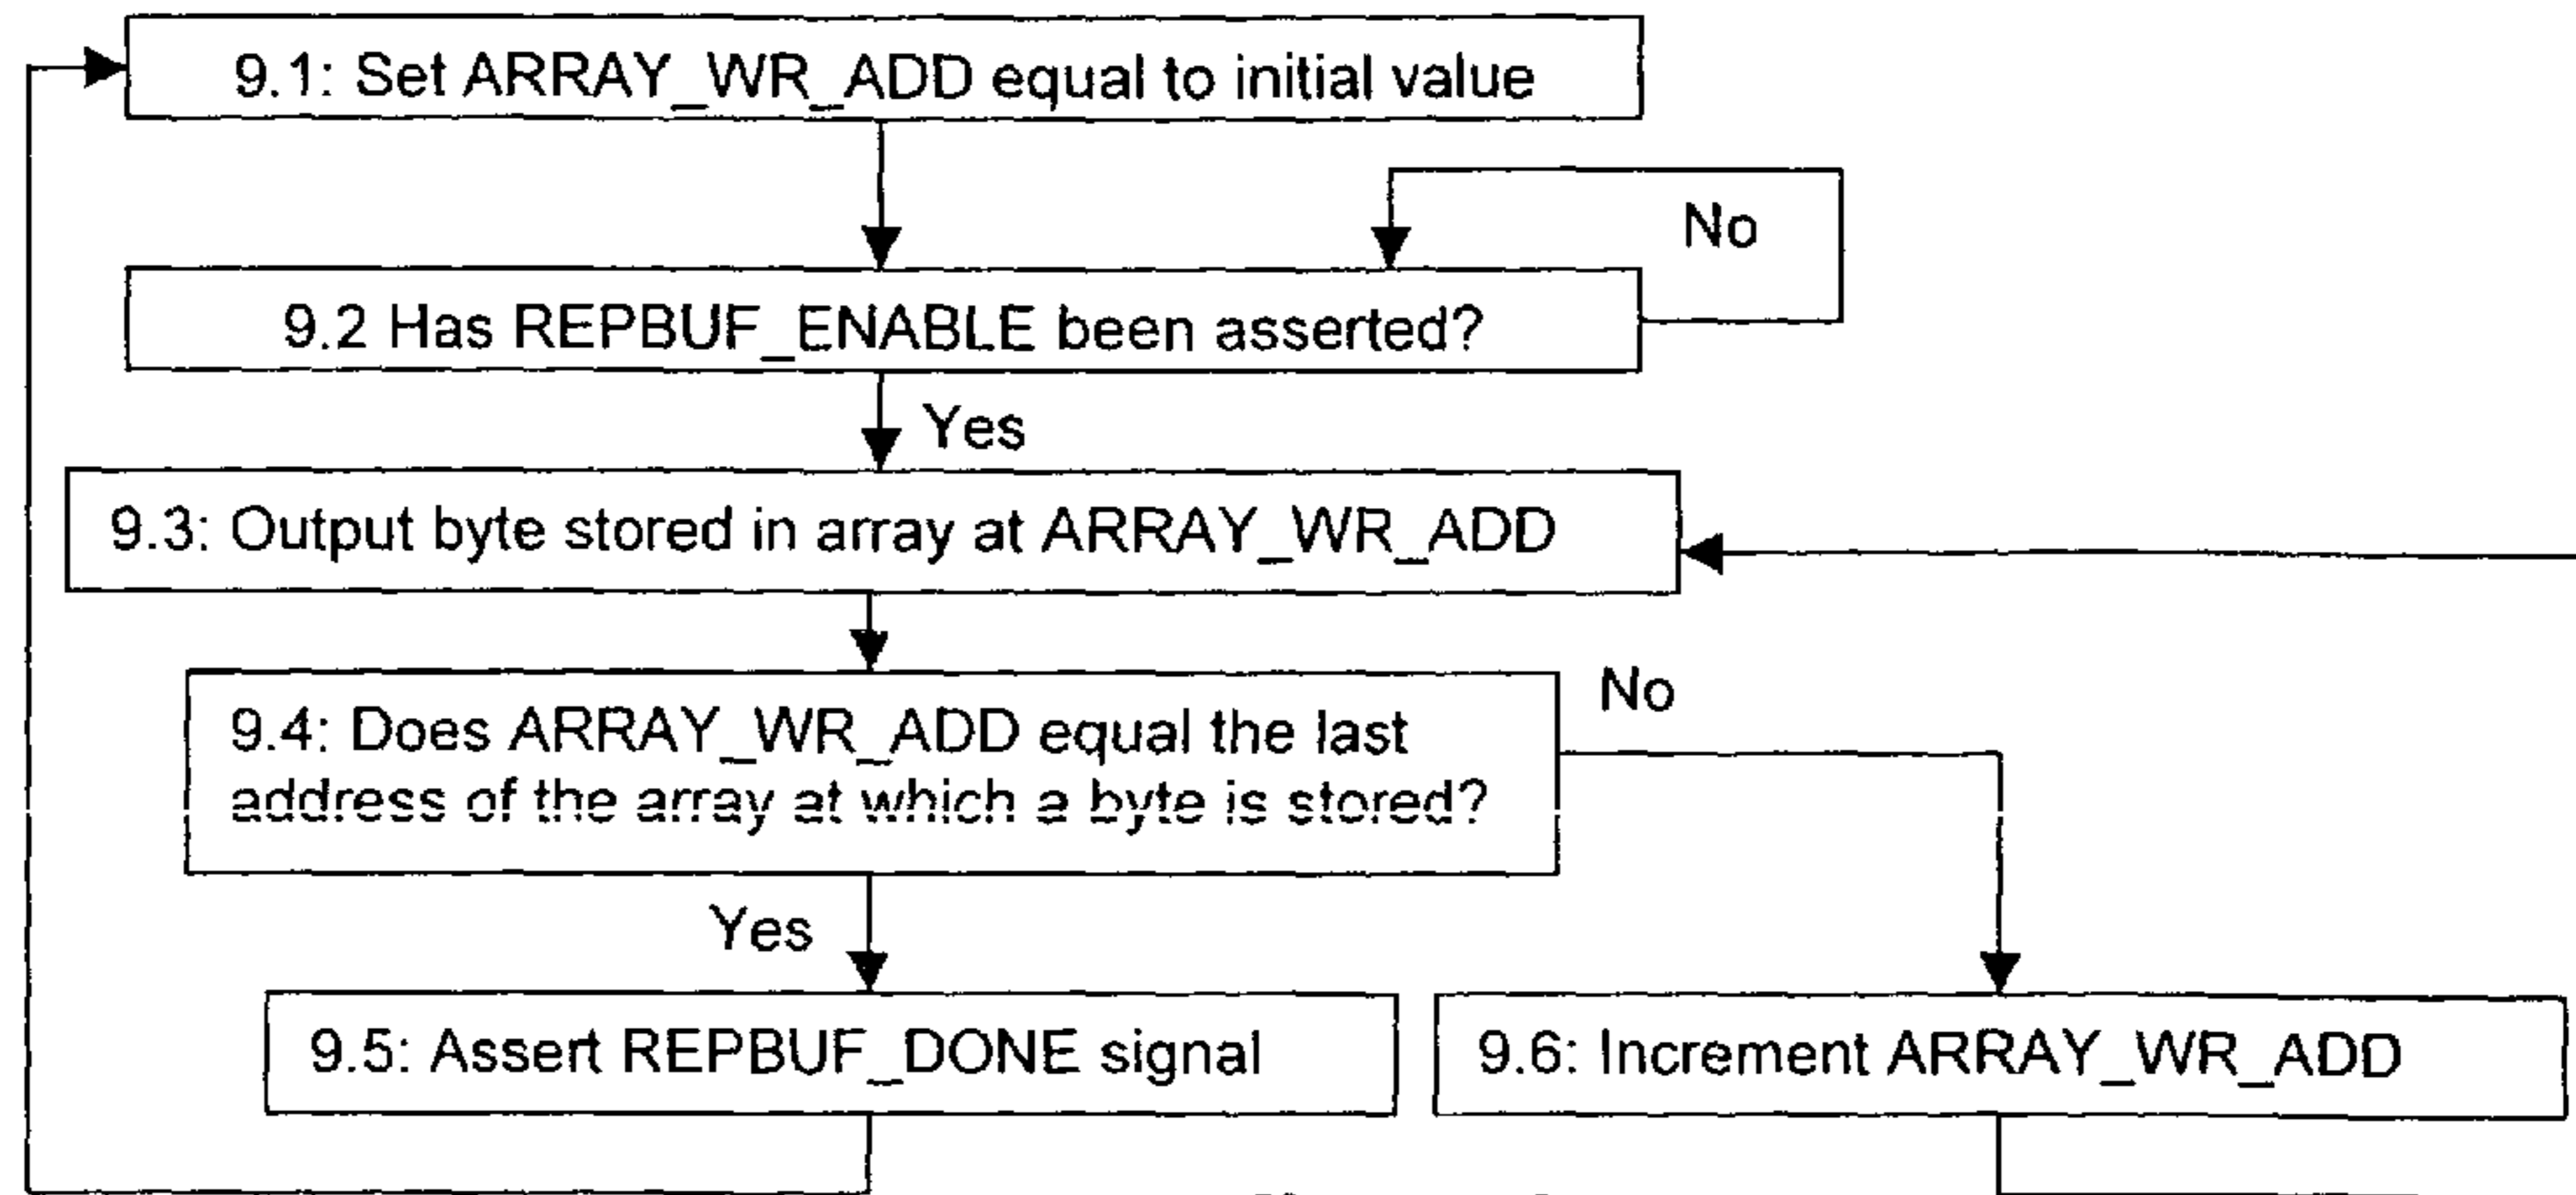 9.1: Set ARRAY_WR_ADD equal to initial value
No
9.2 Has REPBUF_ENABLE been asserted?
Yes
9.3: Output byte stored in array at ARRAY_WR_ADD
No
9.4: Does ARRAY_WR_ADD equal the last
address of the array at which a byte is stored?
Yes
9.5: Assert REPBUF_DONE signal
9.6: Increment ARRAY_WR_ADD